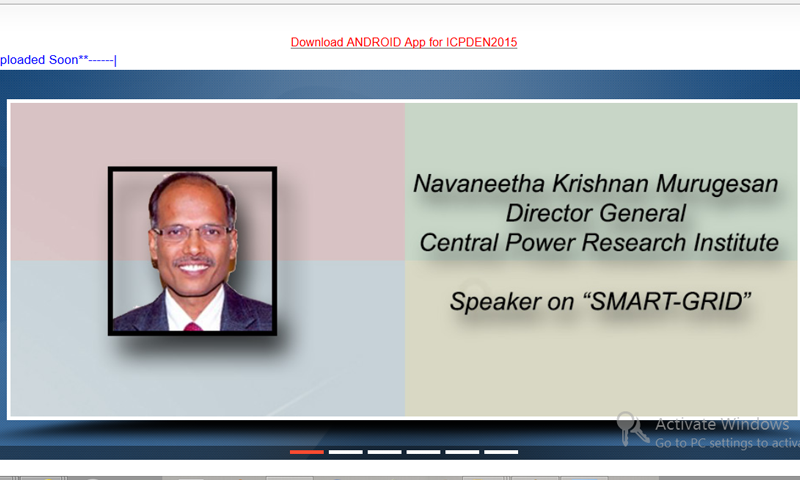 Download ANDROID App for ICPDEN2015
ploaded Soon**------|
Navaneetha Krishnan Murugesan
Director General
Central Power Research Institute
Speaker on “SMART-GRID”
Activate Windows
Go to PC settings to activa